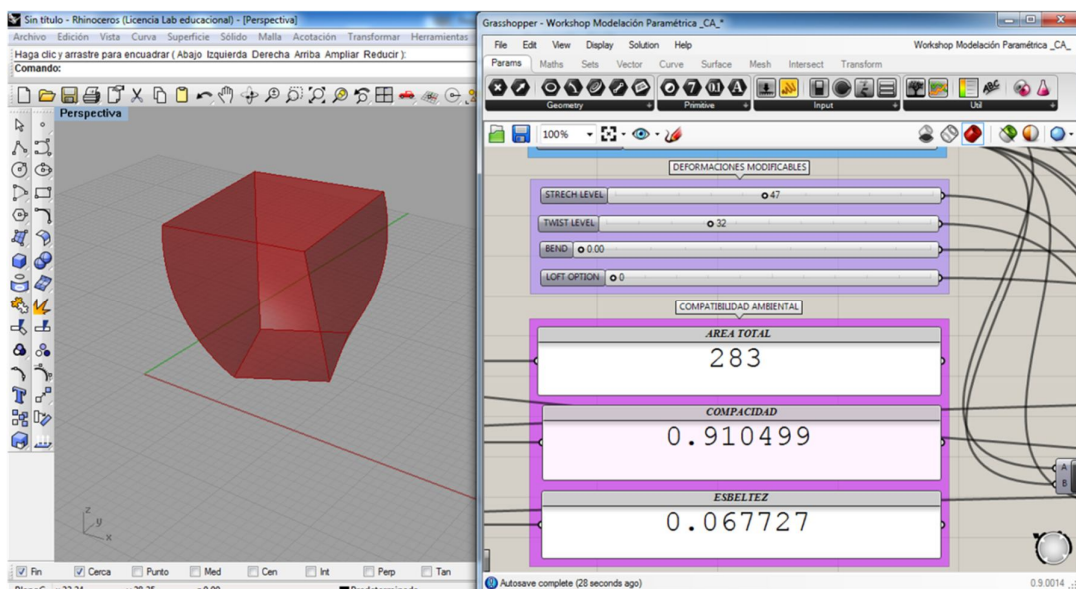 Sin título - Rhinoceros (Licencia Lab educacional) - [Perspectiva]
Archivo Edición Vista Curva Superficie Sólido Malla Acotación Transformar Herramientas
Haga clic y arrastre para encuadrar ( Abajo Izquierda Derecha Arriba Ampliar Reducir ):
Comando:
Perspectiva
z
y
x
Fin Cerca Punto Med Cen Int Perp Tan
Grasshopper - Workshop Modelación Paramétrica _CA_*
File Edit View Display Solution Help Workshop Modelación Paramétrica _CA_
Params Maths Sets Vector Curve Surface Mesh Intersect Transform
Geometry Primitive Input Util
100%
DEFORMACIONES MODIFICABLES
STRECH LEVEL 47
TWIST LEVEL 32
BEND 0.00
LOFT OPTION 0
COMPATIBILIDAD AMBIENTAL
AREA TOTAL
283
COMPACIDAD
0.910499
ESBELTEZ
0.067727
A
B
Autosave complete (28 seconds ago) 0.9.0014